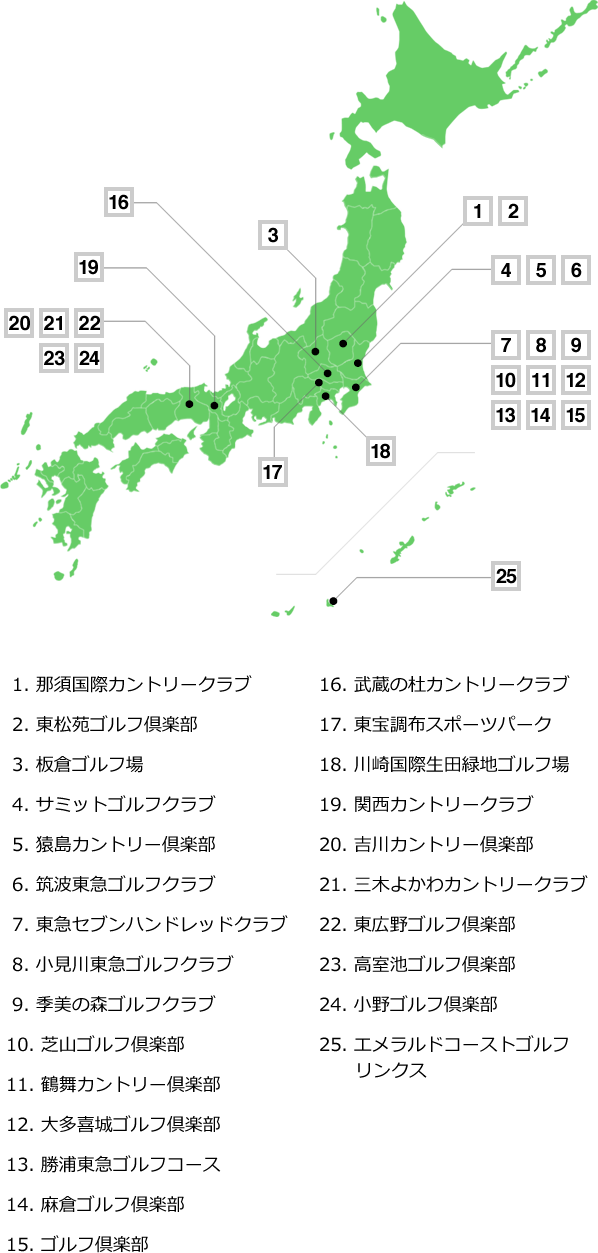 16
1 2
3
4 5 6
19
20 21 22
23 24
7 8 9
10 11 12
13 14 15
18
17
25
1. 那須国際カントリークラブ
2. 東松苑ゴルフ倶楽部
3. 板倉ゴルフ場
4. サミットゴルフクラブ
5. 猿島カントリー倶楽部
6. 筑波東急ゴルフクラブ
7. 東急セブンハンドレッドクラブ
8. 小見川東急ゴルフクラブ
9. 季美の森ゴルフクラブ
10. 芝山ゴルフ倶楽部
11. 鶴舞カントリー倶楽部
12. 大多喜城ゴルフ倶楽部
13. 勝浦東急ゴルフコース
14. 麻倉ゴルフ倶楽部
15. ゴルフ倶楽部
16. 武蔵の杜カントリークラブ
17. 東宝調布スポーツパーク
18. 川崎国際生田緑地ゴルフ場
19. 関西カントリークラブ
20. 吉川カントリー倶楽部
21. 三木よかわカントリークラブ
22. 東広野ゴルフ倶楽部
23. 高室池ゴルフ倶楽部
24. 小野ゴルフ倶楽部
25. エメラルドコーストゴルフ
リンクス